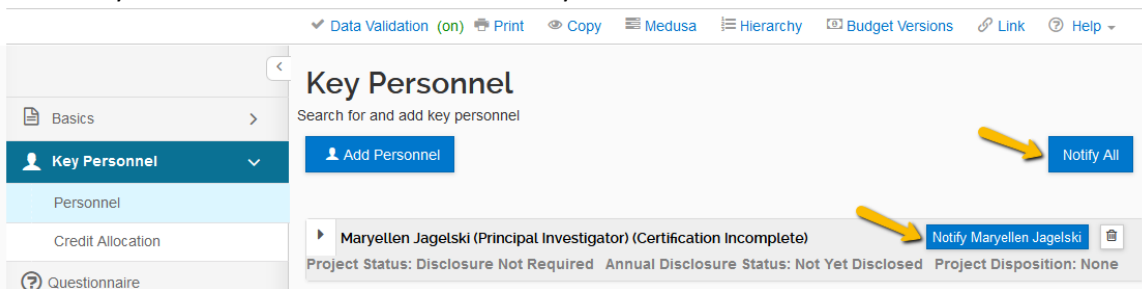 Data Validation (on) Print Copy Medusa Hierarchy Budget Versions Link Help
Key Personnel
Search for and add key personnel
Basics
Add Personnel
Notify All
Key Personnel
Personnel
Credit Allocation
Maryellen Jagelski (Principal Investigator) (Certification Incomplete) Notify Maryellen Jagelski
Project Status: Disclosure Not Required Annual Disclosure Status: Not Yet Disclosed Project Disposition: None
Questionnaire